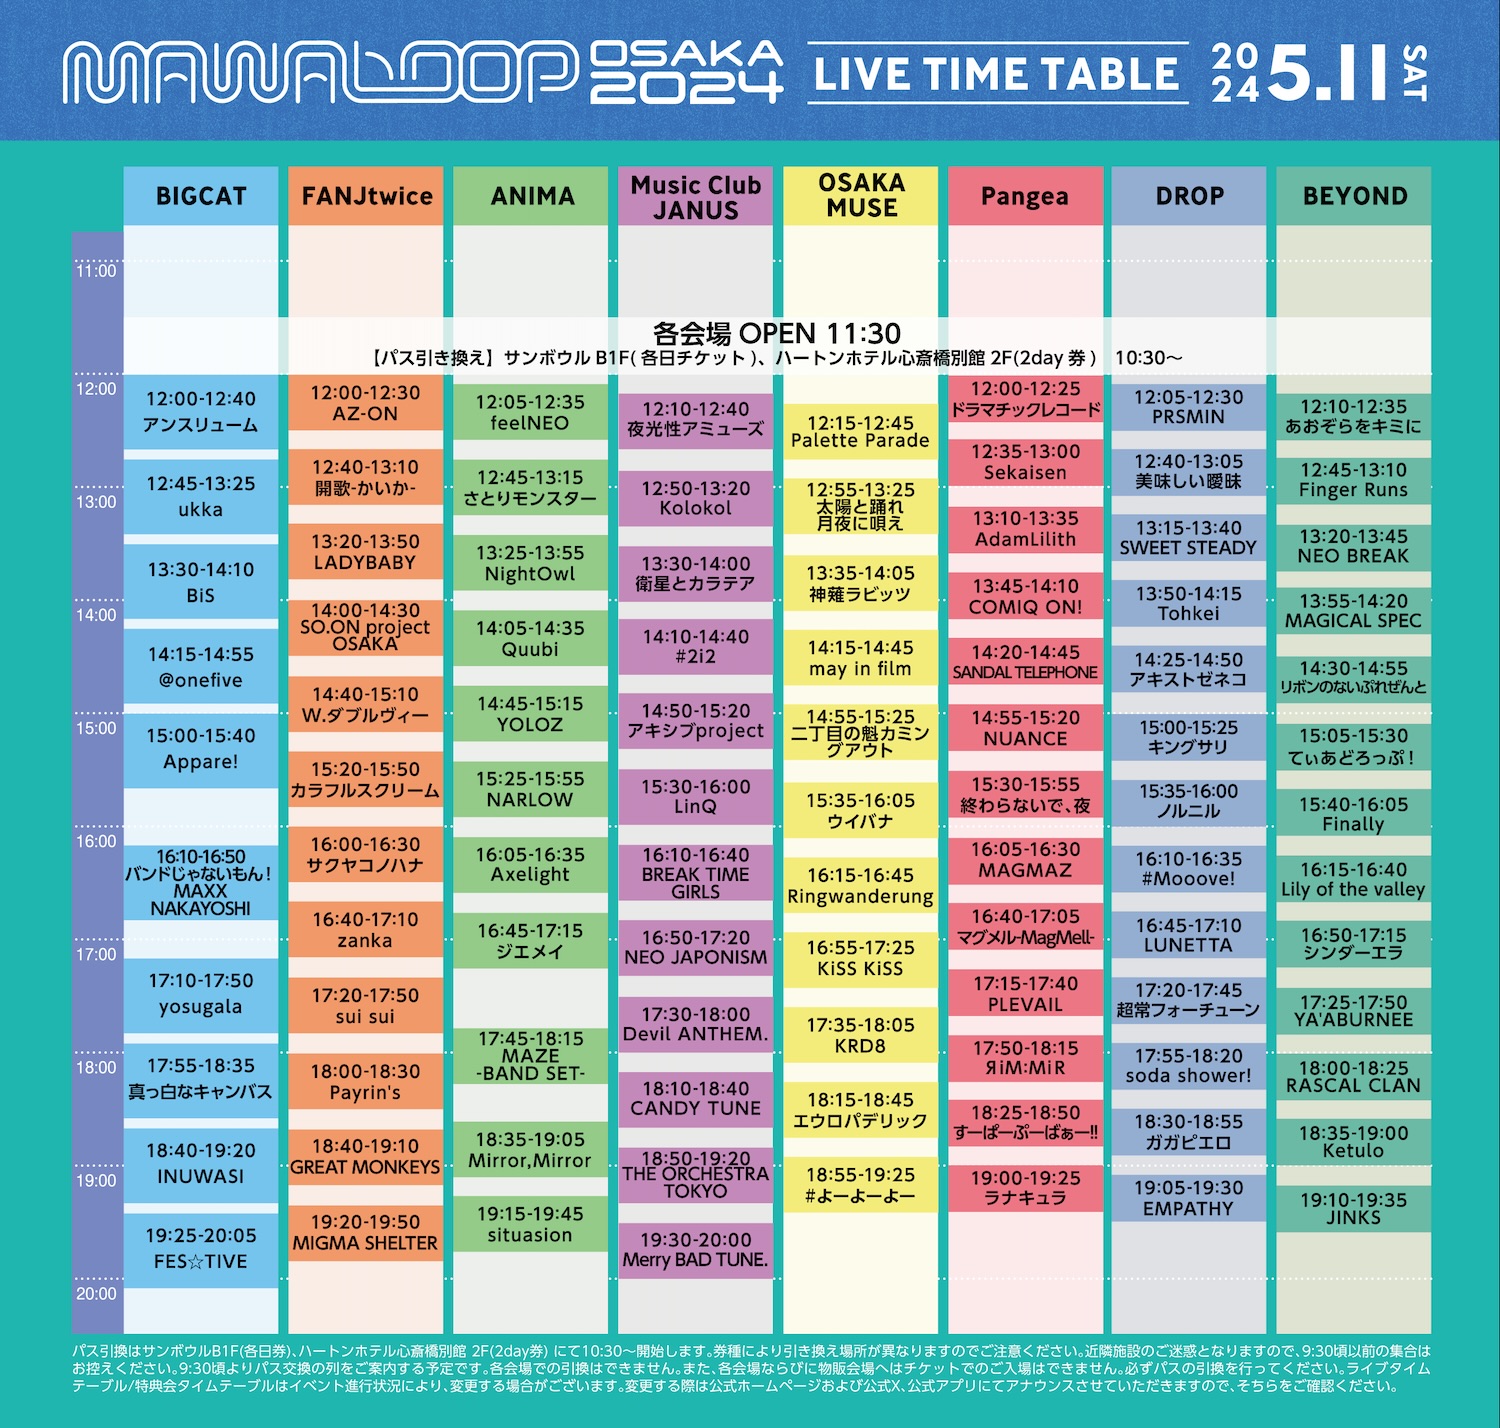 MAWALOOP OSAKA 2024 LIVE TIME TABLE 2024 5.11 SAT
BIGCAT
FANJtwice
ANIMA
Music Club
JANUS
OSAKA
MUSE
Pangea
DROP
BEYOND
11:00
12:00
13:00
14:00
15:00
16:00
17:00
18:00
19:00
20:00
各会場 OPEN 11:30
【パス引き換え】サンボウル B1F( 各日チケット )、ハートンホテル心斎橋別館 2F(2day 券 ) 10:30〜
12:00-12:40
アンスリューム
12:45-13:25
ukka
13:30-14:10
BiS
14:15-14:55
@onefive
15:00-15:40
Appare!
16:10-16:50
バンドじゃないもん!
MAXX
NAKAYOSHI
17:10-17:50
yosugala
17:55-18:35
真っ白なキャンバス
18:40-19:20
INUWASI
19:25-20:05
FES☆TIVE
12:00-12:30
AZ-ON
12:40-13:10
開歌-かいか-
13:20-13:50
LADYBABY
14:00-14:30
SO.ON project
OSAKA
14:40-15:10
W.ダブルヴィー
15:20-15:50
カラフルスクリーム
16:00-16:30
サクヤコノハナ
16:40-17:10
zanka
17:20-17:50
sui sui
18:00-18:30
Payrin's
18:40-19:10
GREAT MONKEYS
19:20-19:50
MIGMA SHELTER
12:05-12:35
feelNEO
12:45-13:15
さとりモンスター
13:25-13:55
NightOwl
14:05-14:35
Quubi
14:45-15:15
YOLOZ
15:25-15:55
NARLOW
16:05-16:35
Axelight
16:45-17:15
ジエメイ
17:45-18:15
MAZE
-BAND SET-
18:35-19:05
Mirror,Mirror
19:15-19:45
situasion
12:10-12:40
夜光性アミューズ
12:50-13:20
Kolokol
13:30-14:00
衛星とカラテア
14:10-14:40
#2i2
14:50-15:20
アキシブproject
15:30-16:00
LinQ
16:10-16:40
BREAK TIME
GIRLS
16:50-17:20
NEO JAPONISM
17:30-18:00
Devil ANTHEM.
18:10-18:40
CANDY TUNE
18:50-19:20
THE ORCHESTRA
TOKYO
19:30-20:00
Merry BAD TUNE.
12:15-12:45
Palette Parade
12:55-13:25
太陽と踊れ
月夜に唄え
13:35-14:05
神薙ラビッツ
14:15-14:45
may in film
14:55-15:25
二丁目の魁カミン
グアウト
15:35-16:05
ウイバナ
16:15-16:45
Ringwanderung
16:55-17:25
KiSS KiSS
17:35-18:05
KRD8
18:15-18:45
エウロパデリック
18:55-19:25
#よーよーよー
12:00-12:25
ドラマチックレコード
12:35-13:00
Sekaisen
13:10-13:35
AdamLilith
13:45-14:10
COMIQ ON!
14:20-14:45
SANDAL TELEPHONE
14:55-15:20
NUANCE
15:30-15:55
終わらないで、夜
16:05-16:30
MAGMAZ
16:40-17:05
マグメル-MagMell-
17:15-17:40
PLEVAIL
17:50-18:15
ЯiM:MiR
18:25-18:50
すーぱーぷーばぁー!!
19:00-19:25
ラナキュラ
12:05-12:30
PRSMIN
12:40-13:05
美味しい曖昧
13:15-13:40
SWEET STEADY
13:50-14:15
Tohkei
14:25-14:50
アキストゼネコ
15:00-15:25
キングサリ
15:35-16:00
ノルニル
16:10-16:35
#Mooove!
16:45-17:10
LUNETTA
17:20-17:45
超常フォーチューン
17:55-18:20
soda shower!
18:30-18:55
ガガピエロ
19:05-19:30
EMPATHY
12:10-12:35
あおぞらをキミに
12:45-13:10
Finger Runs
13:20-13:45
NEO BREAK
13:55-14:20
MAGICAL SPEC
14:30-14:55
リボンのないぷれぜんと
15:05-15:30
てぃあどろっぷ!
15:40-16:05
Finally
16:15-16:40
Lily of the valley
16:50-17:15
シンダーエラ
17:25-17:50
YA'ABURNEE
18:00-18:25
RASCAL CLAN
18:35-19:00
Ketulo
19:10-19:35
JINKS
パス引換はサンボウルB1F(各日券)、ハートンホテル心斎橋別館 2F(2day券) にて10:30〜開始します。券種により引き換え場所が異なりますのでご注意ください。近隣施設のご迷惑となりますので、9:30頃以前の集合は
お控えください。9:30頃よりパス交換の列をご案内する予定です。各会場での引換はできません。また、各会場ならびに物販会場へはチケットでのご入場はできません。必ずパスの引換を行ってください。ライブタイム
テーブル/特典会タイムテーブルはイベント進行状況により、変更する場合がございます。変更する際は公式ホームページおよび公式X、公式アプリにてアナウンスさせていただきますので、そちらをご確認ください。